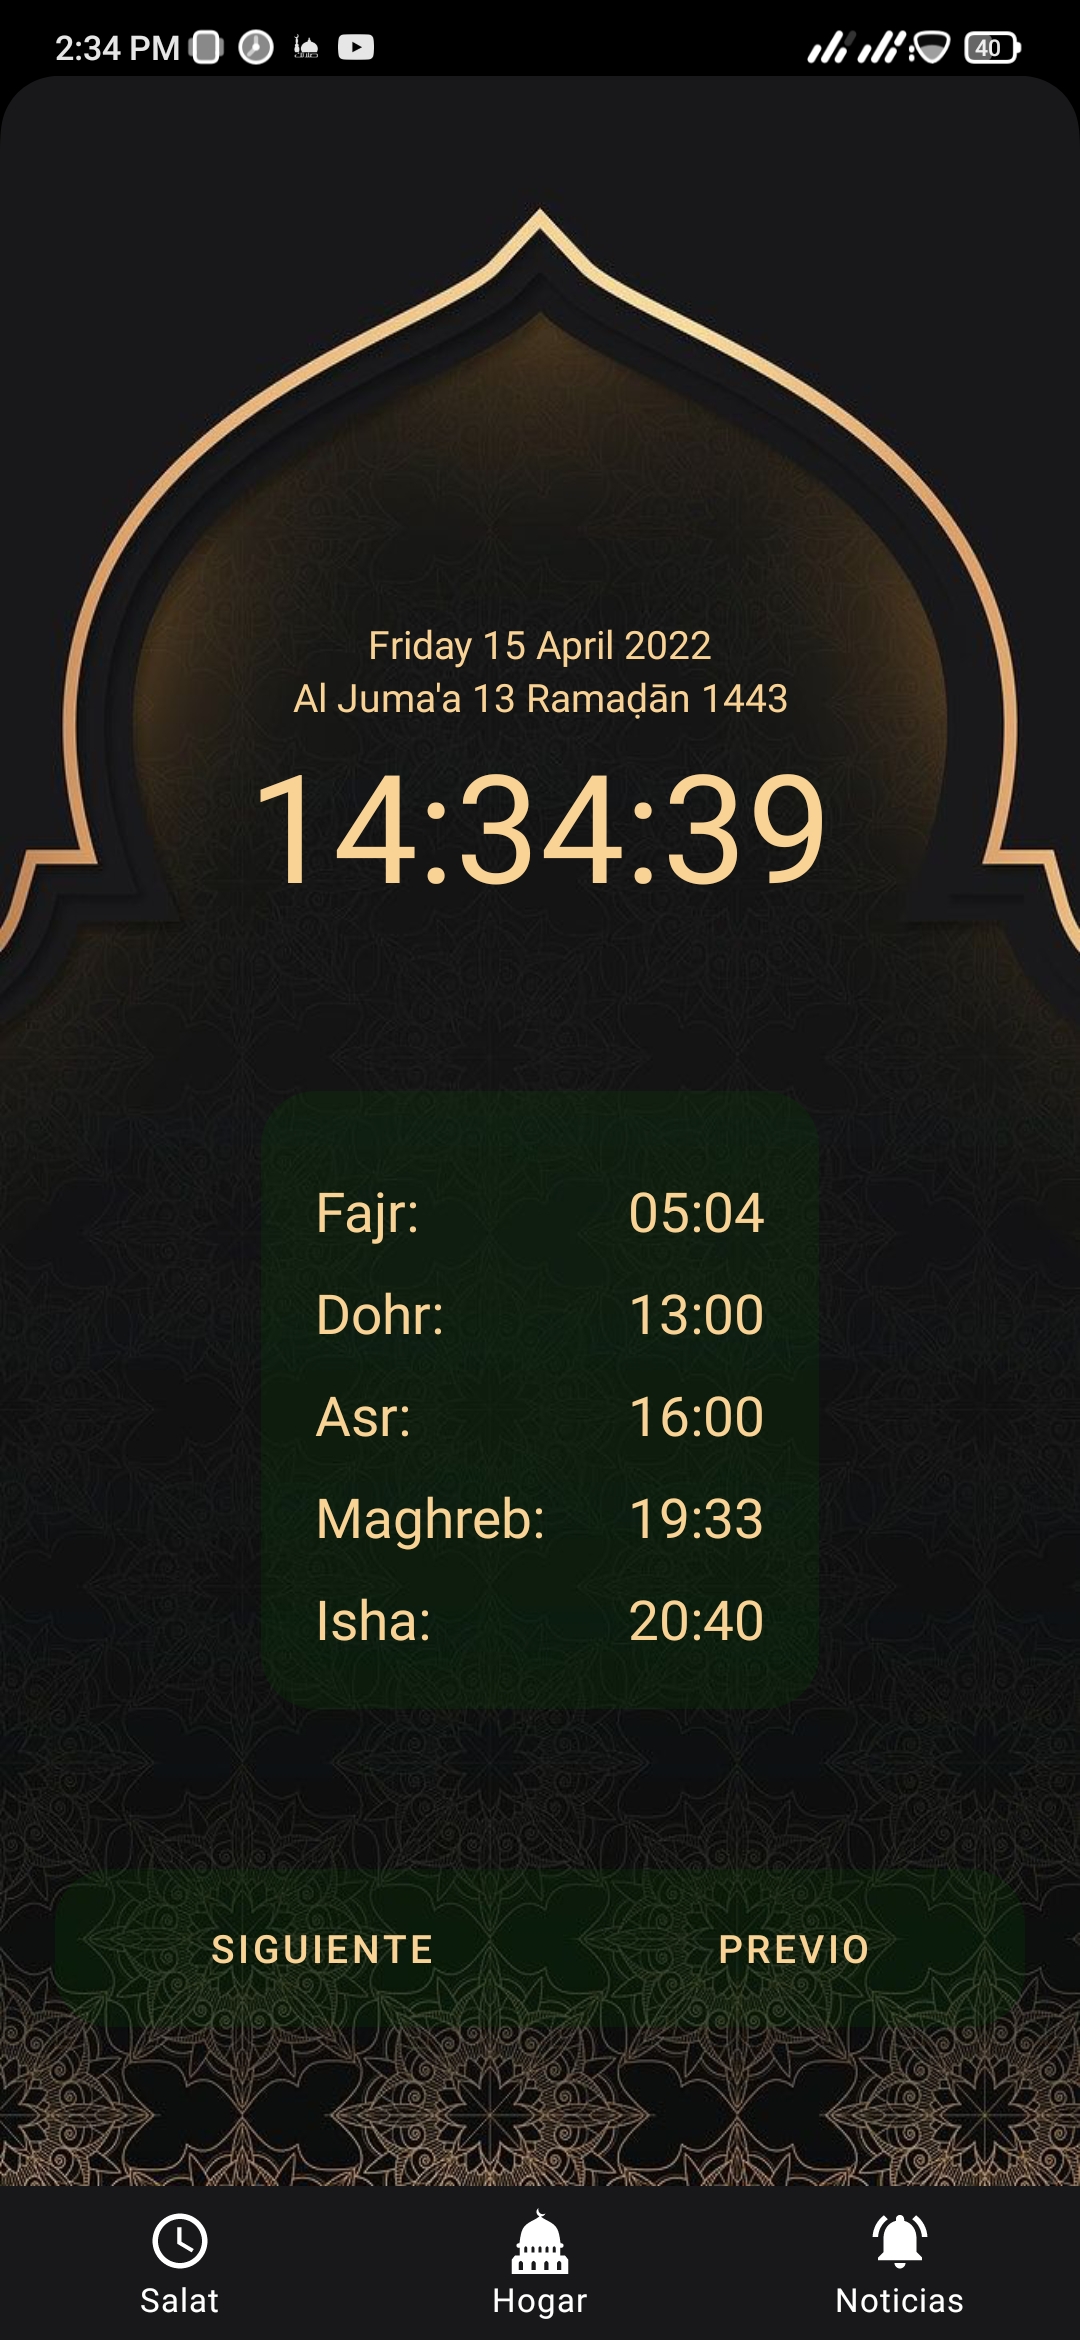 2:34 PM
40
Friday 15 April 2022
Al Juma'a 13 Ramaḍān 1443
14:34:39
Fajr: 05:04
Dohr: 13:00
Asr: 16:00
Maghreb: 19:33
Isha: 20:40
SIGUIENTE PREVIO
Salat Hogar Noticias